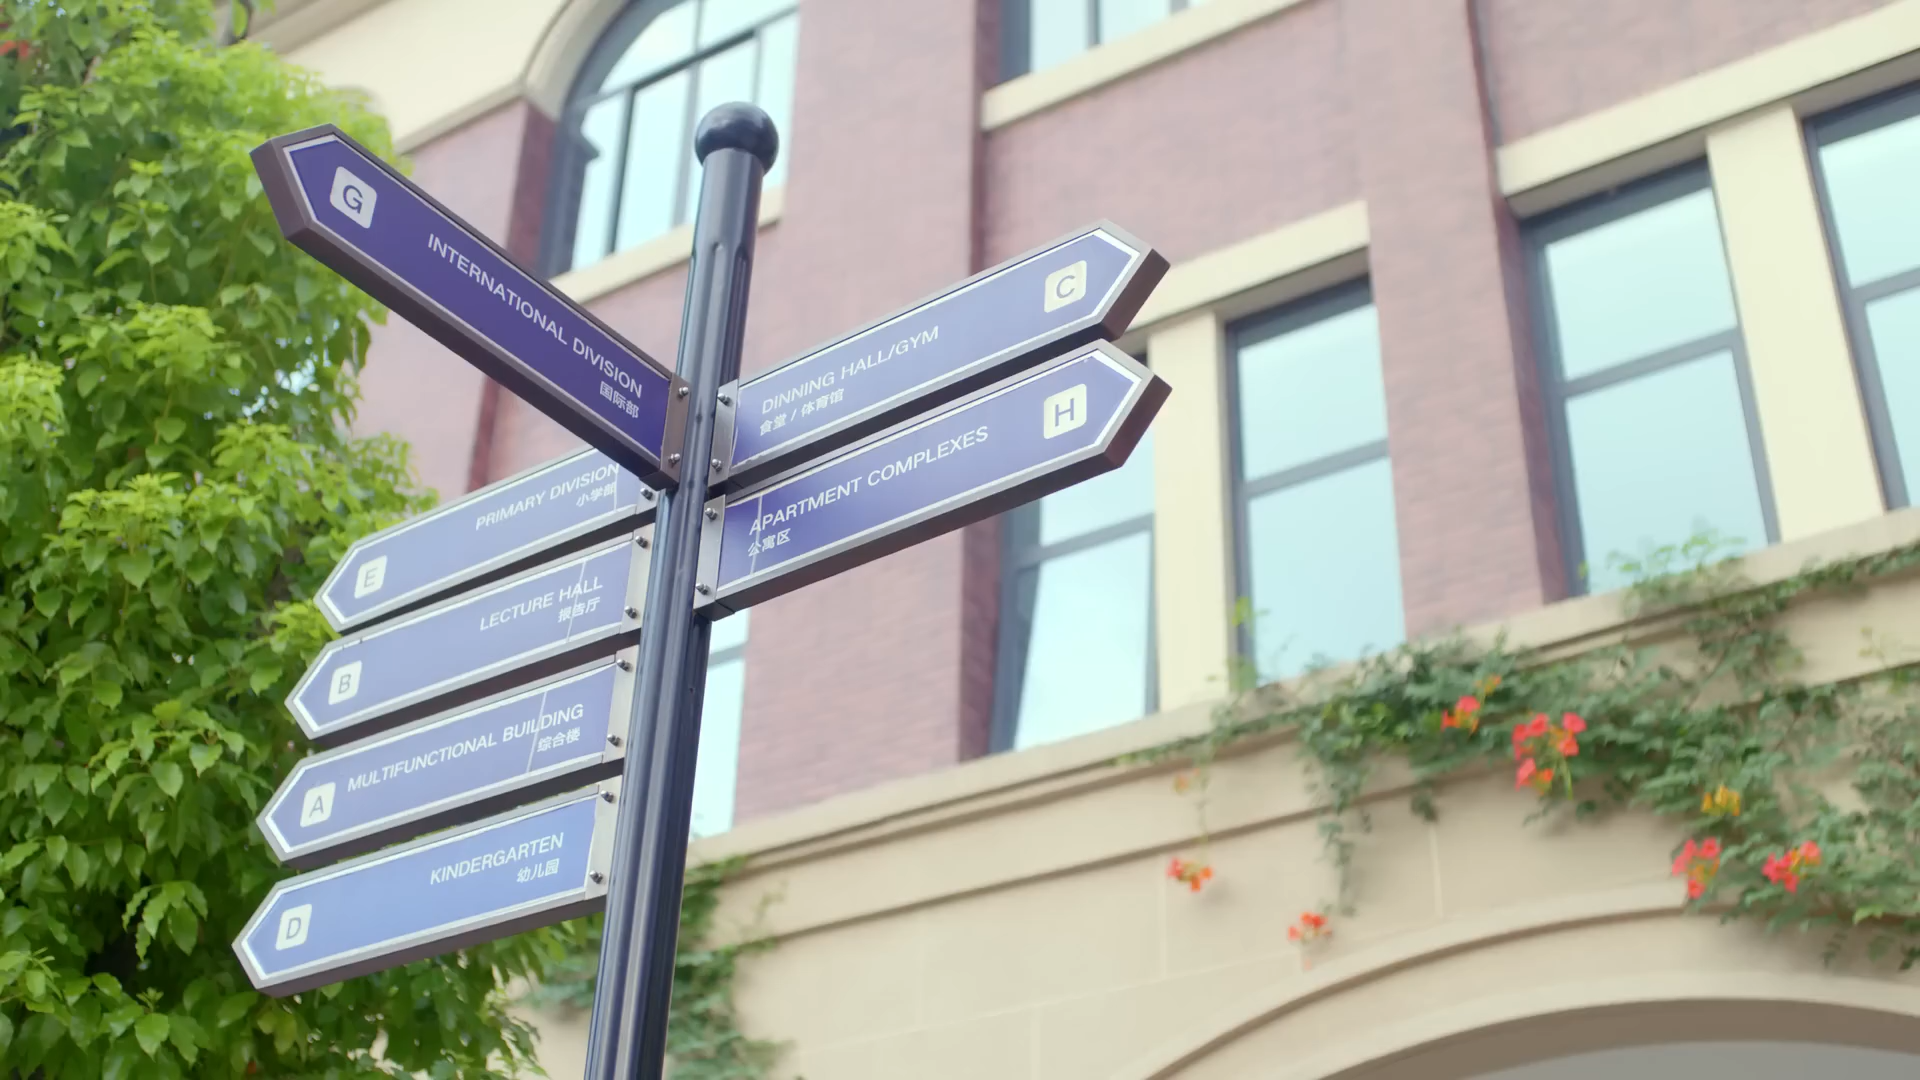 G
INTERNATIONAL DIVISION
国际部
C
DINNING HALL/GYM
食堂 / 体育馆
H
APARTMENT COMPLEXES
公寓区
PRIMARY DIVISION
小学部
E
LECTURE HALL
报告厅
B
MULTIFUNCTIONAL BUILDING
综合楼
A
KINDERGARTEN
幼儿园
D